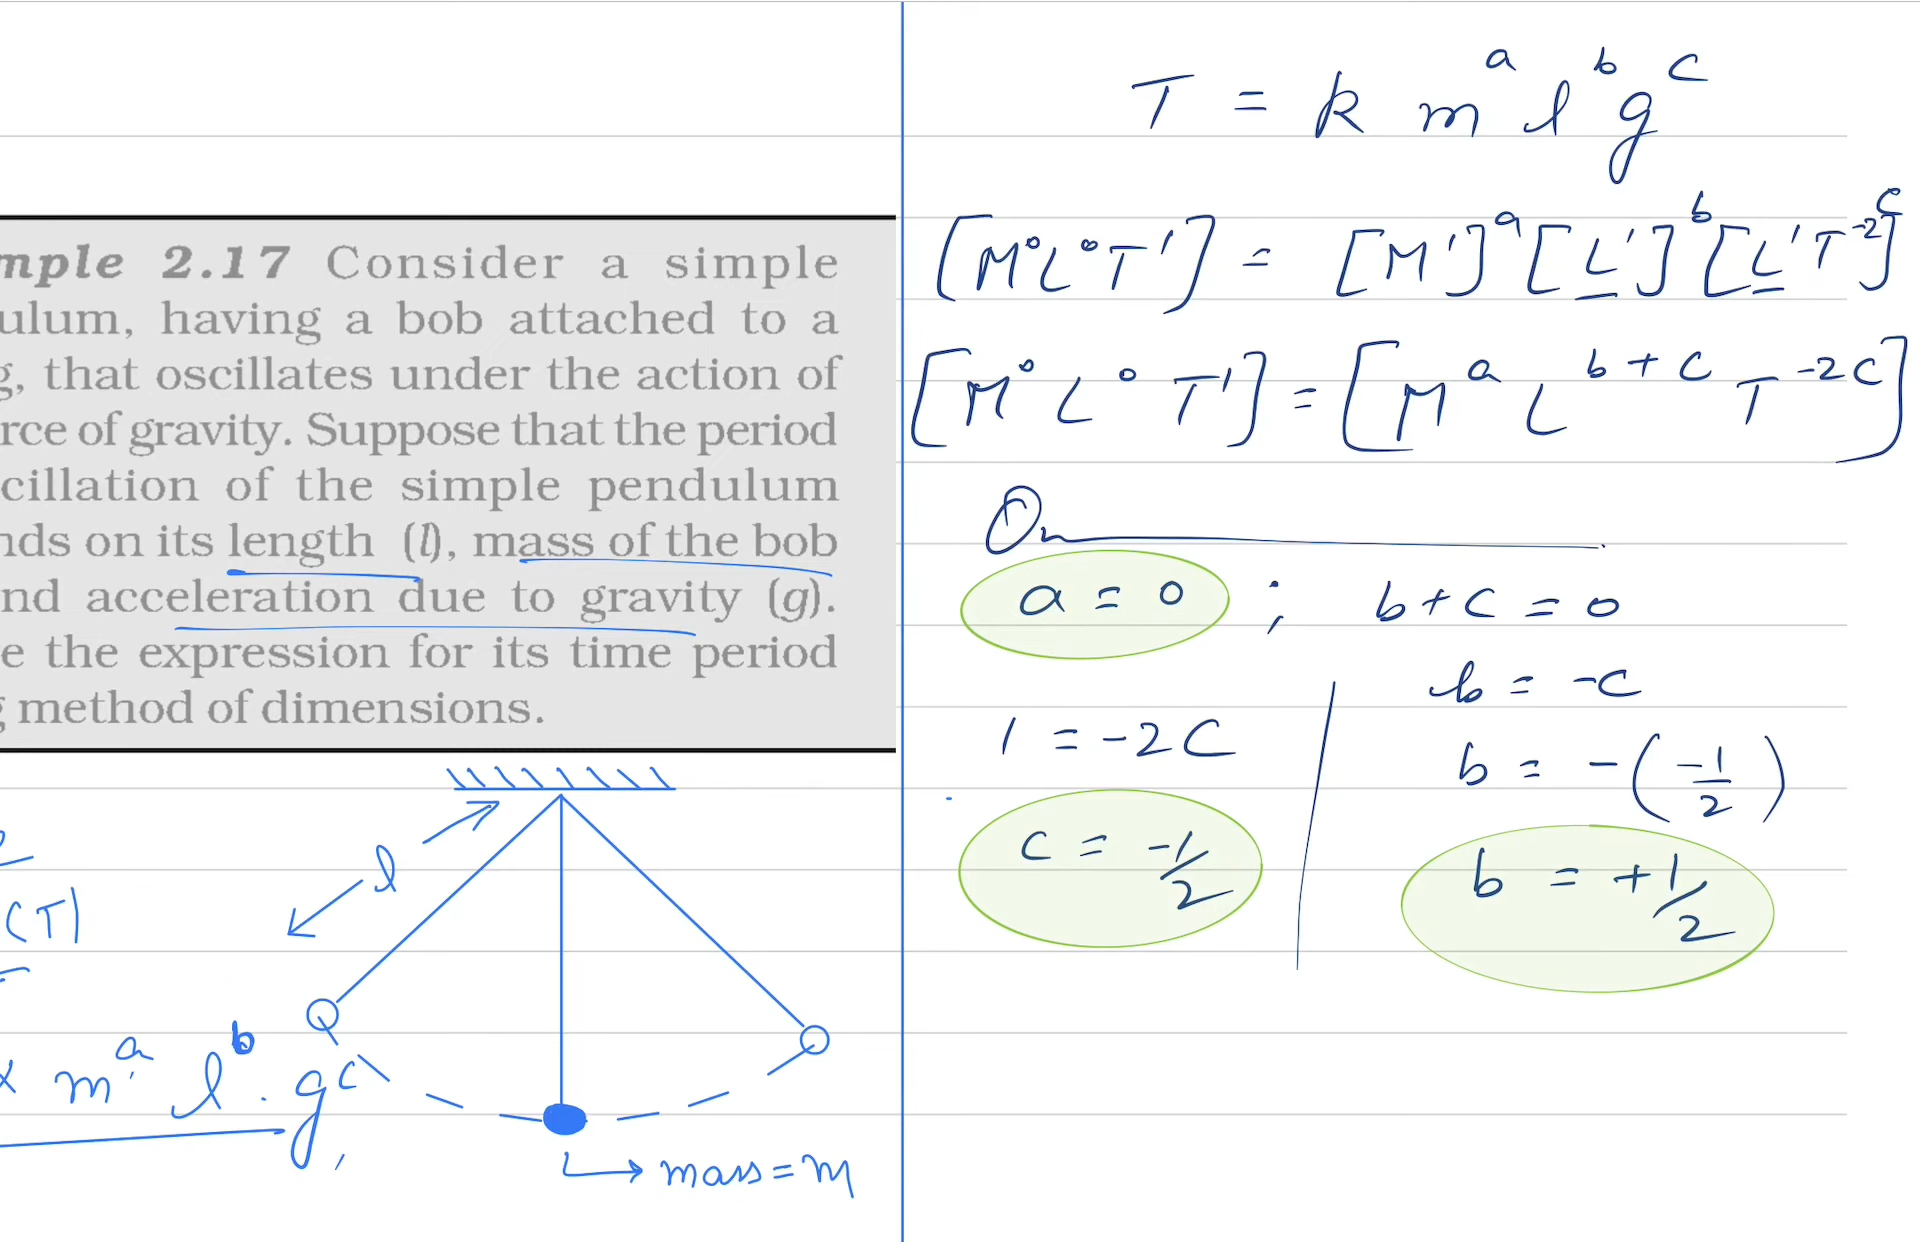 mple 2.17 Consider a simple
ulum, having a bob attached to a
g, that oscillates under the action of
rce of gravity. Suppose that the period
cillation of the simple pendulum
nds on its length (l), mass of the bob
nd acceleration due to gravity (g).
e the expression for its time period
g method of dimensions.
l
(T)
m^a l^b . g^c
mass = m
T = k m^a l^b g^c
[M^0 L^0 T^1] = [M^1]^a [L^1]^b [L^1 T^-2]^c
[M^0 L^0 T^1] = [M^a L^b+c T^-2c]
On
a = 0 ; b+c = 0
b = -c
1 = -2c
b = -(-1/2)
c = -1/2
b = +1/2